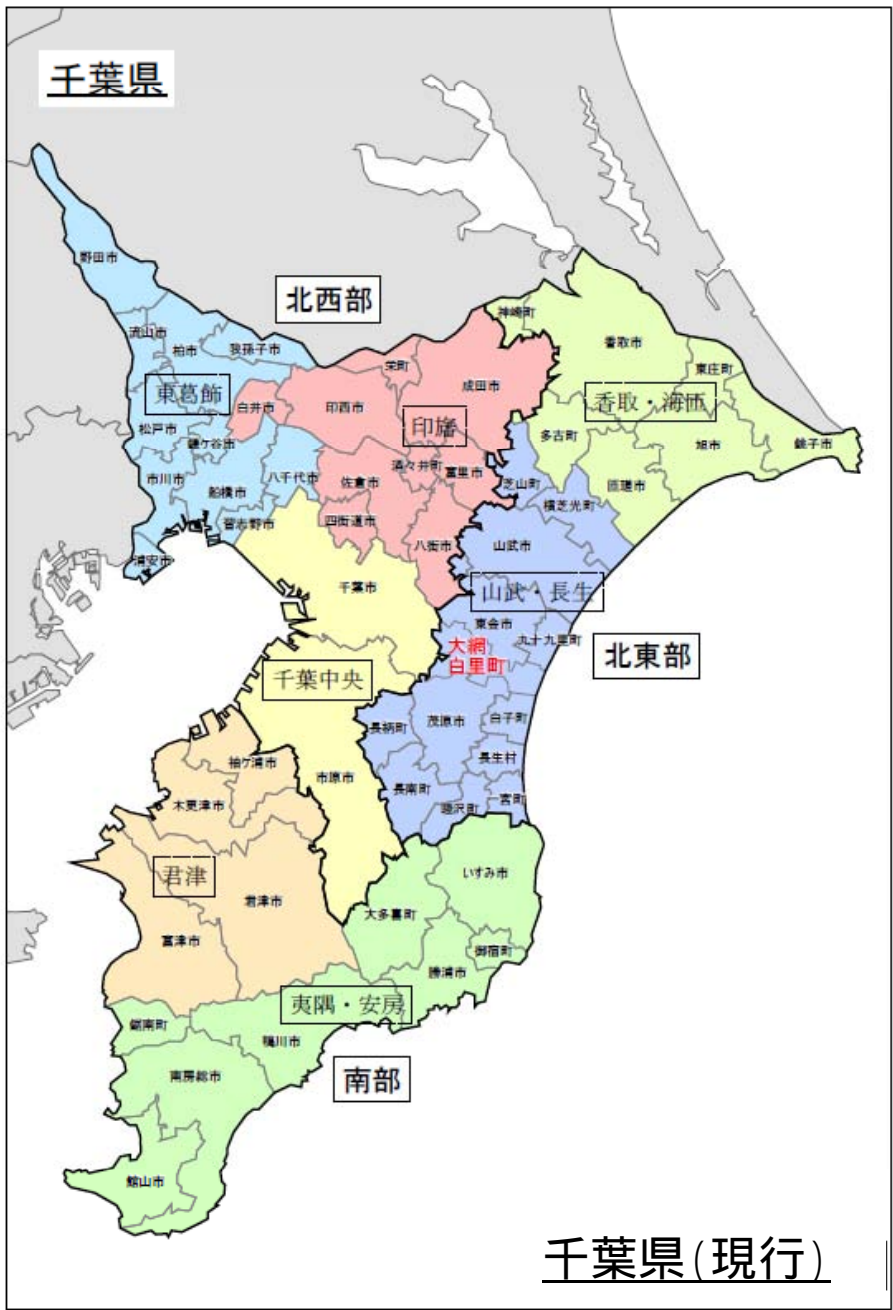 千葉県
野田市
北西部
神崎町
流山市
柏市
我孫子市
香取市
栄町
東庄町
成田市
東葛飾
白井市
印西市
香取・海匝
印旛
松戸市
鎌ケ谷市
多古町
旭市
銚子市
市川市
船橋市
八千代市
佐倉市
酒々井町
富里市
芝山町
匝瑳市
横芝光町
習志野市
四街道市
八街市
山武市
浦安市
千葉市
山武・長生
東金市
九十九里町
大網
白里町
北東部
千葉中央
長柄町
茂原市
白子町
袖ケ浦市
市原市
長生村
木更津市
長南町
睦沢町
一宮町
君津
いすみ市
君津市
大多喜町
富津市
御宿町
勝浦市
夷隅・安房
鋸南町
鴨川市
南房総市
南部
館山市
千葉県(現行)